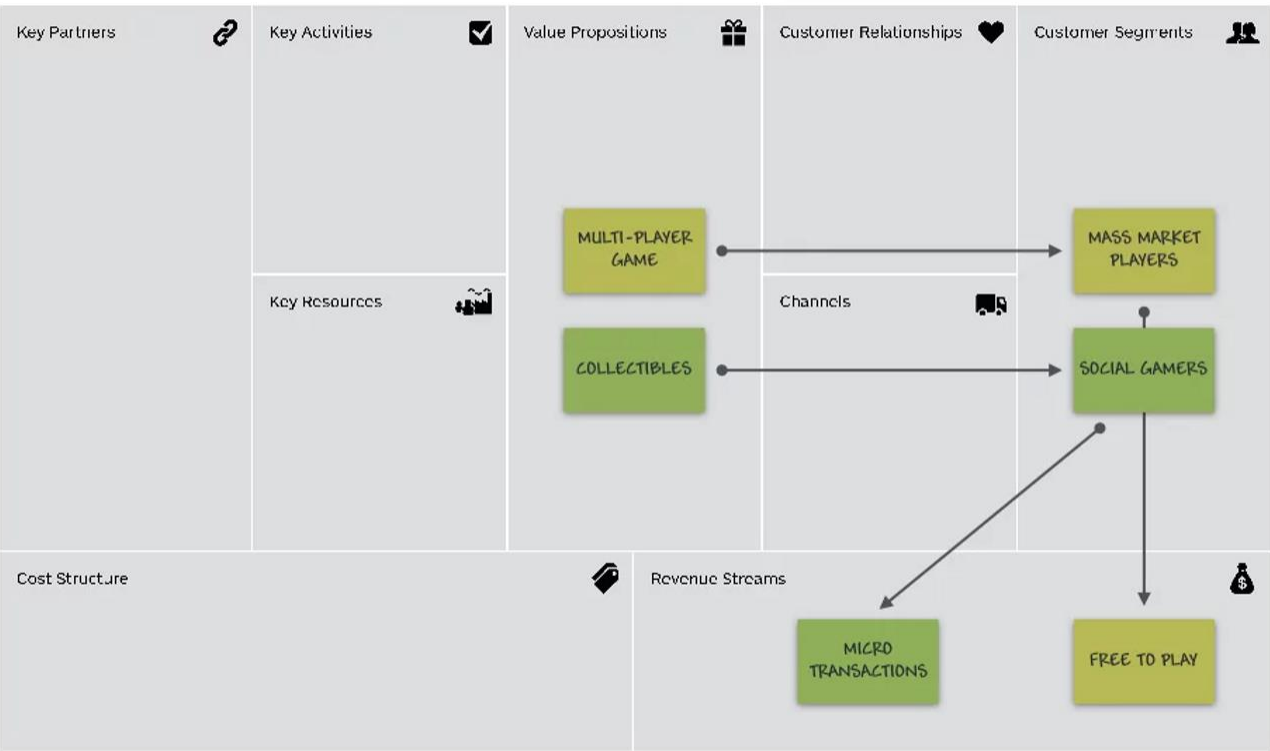 Key Partners
Key Activities
Value Propositions
Customer Relationships
Customer Segments
MULTI-PLAYER
GAME
MASS MARKET
PLAYERS
Key Resources
Channels
COLLECTIBLES
SOCIAL GAMERS
Cost Structure
Revenue Streams
$
MICRO
TRANSACTIONS
FREE TO PLAY